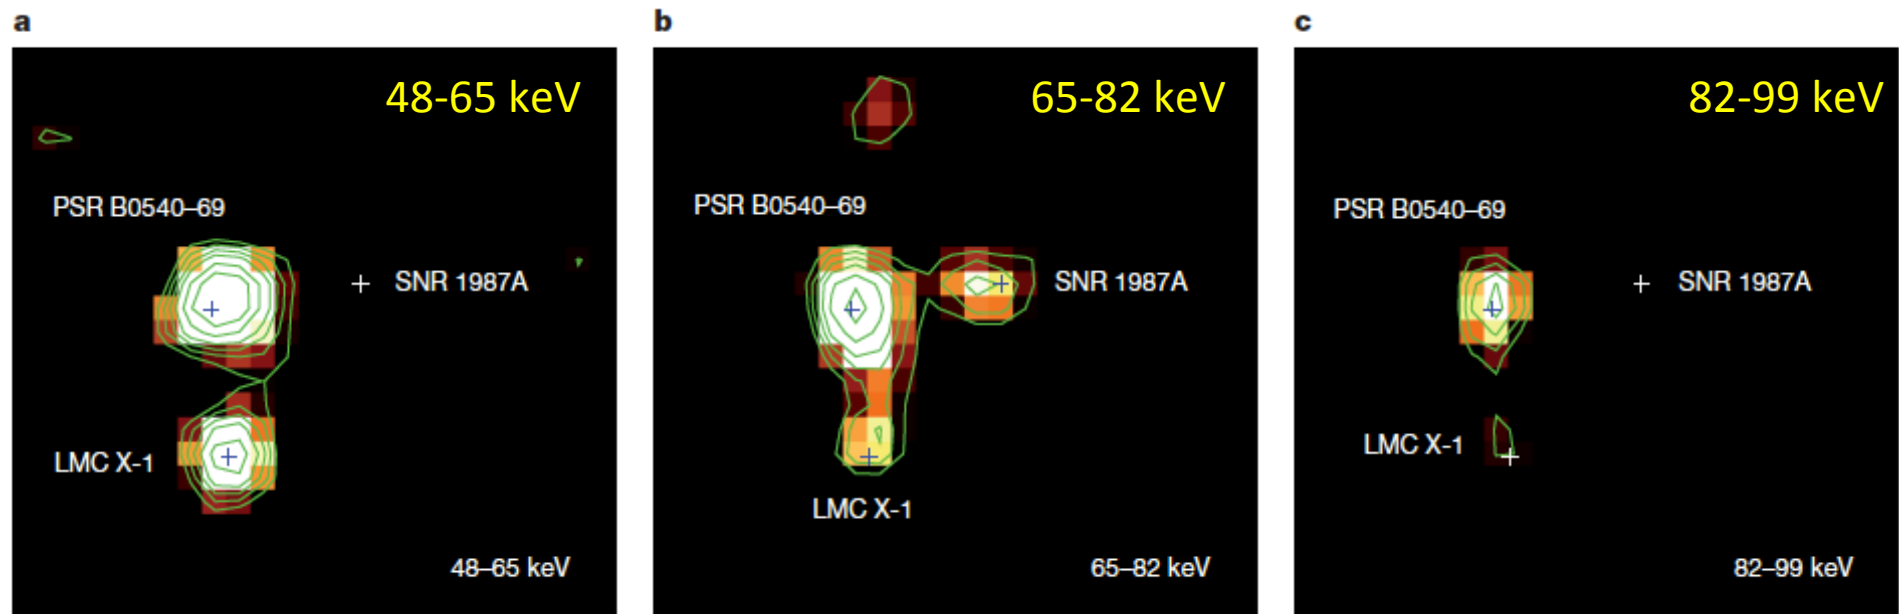 a
48-65 keV
PSR B0540–69
SNR 1987A
LMC X-1
48–65 keV
b
65-82 keV
PSR B0540–69
SNR 1987A
LMC X-1
65–82 keV
c
82-99 keV
PSR B0540–69
SNR 1987A
LMC X-1
82–99 keV